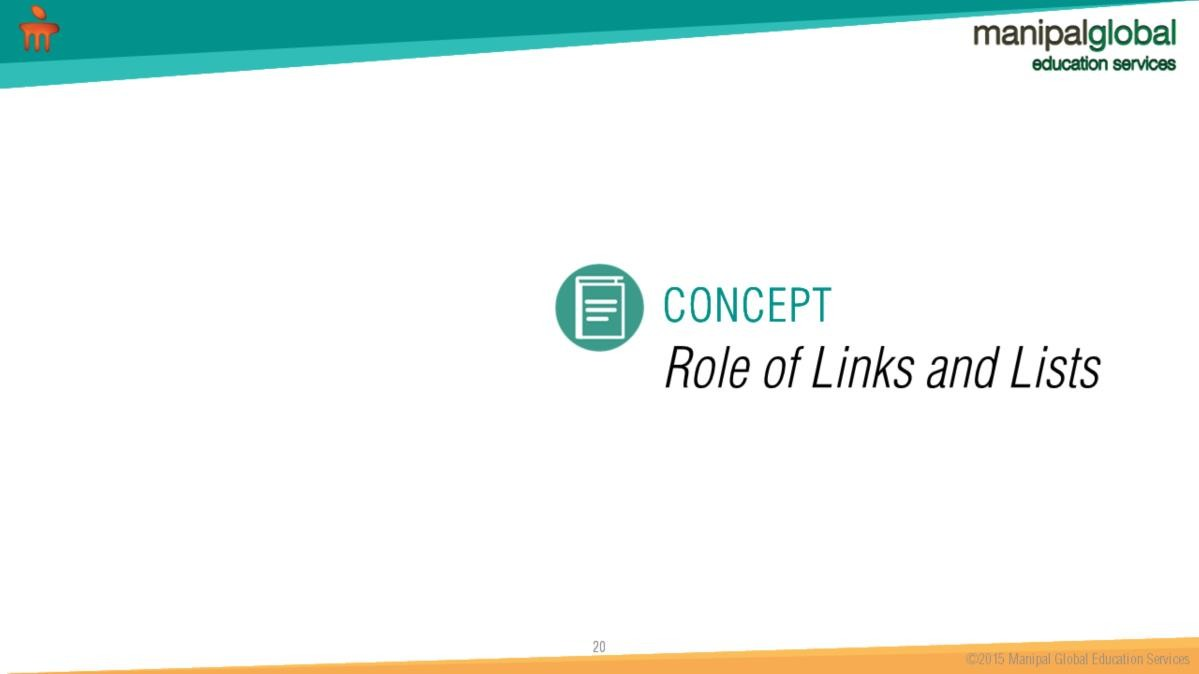 manipalglobal
education services
CONCEPT
Role of Links and Lists
20
©2015 Manipal Global Education Services